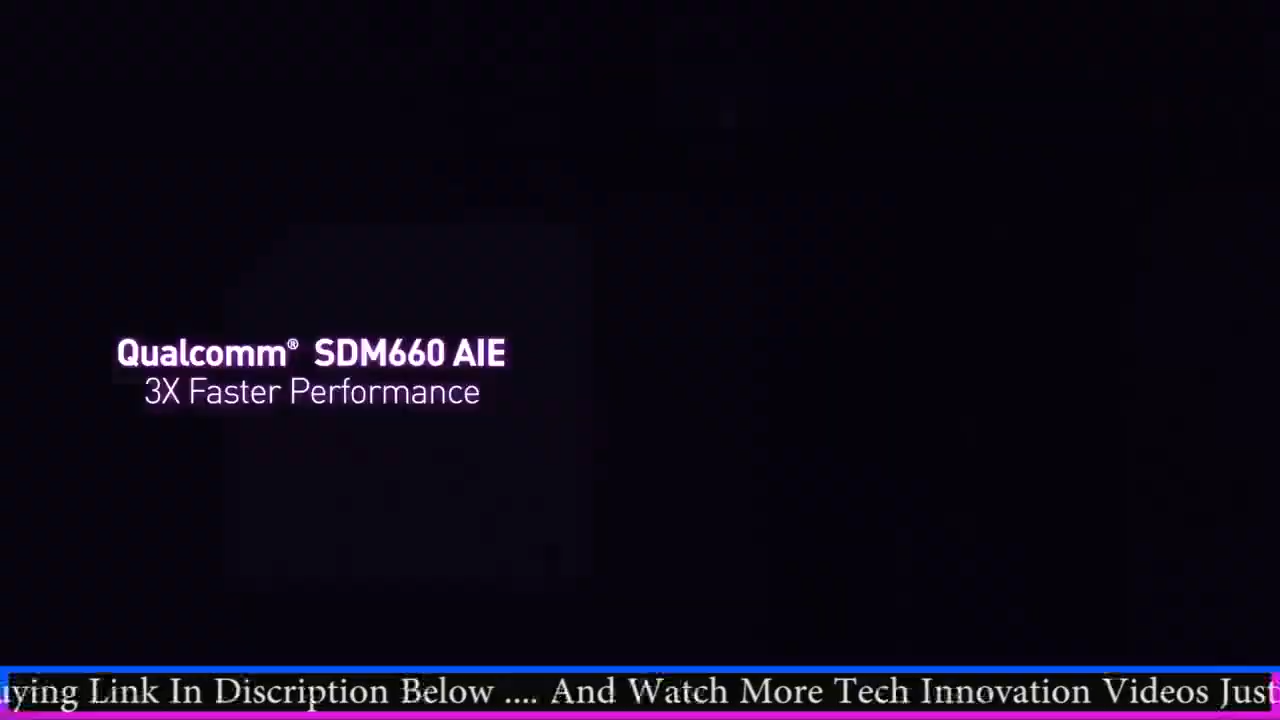 Qualcomm® SDM660 AIE
3X Faster Performance
uying Link In Discription Below .... And Watch More Tech Innovation Videos Just